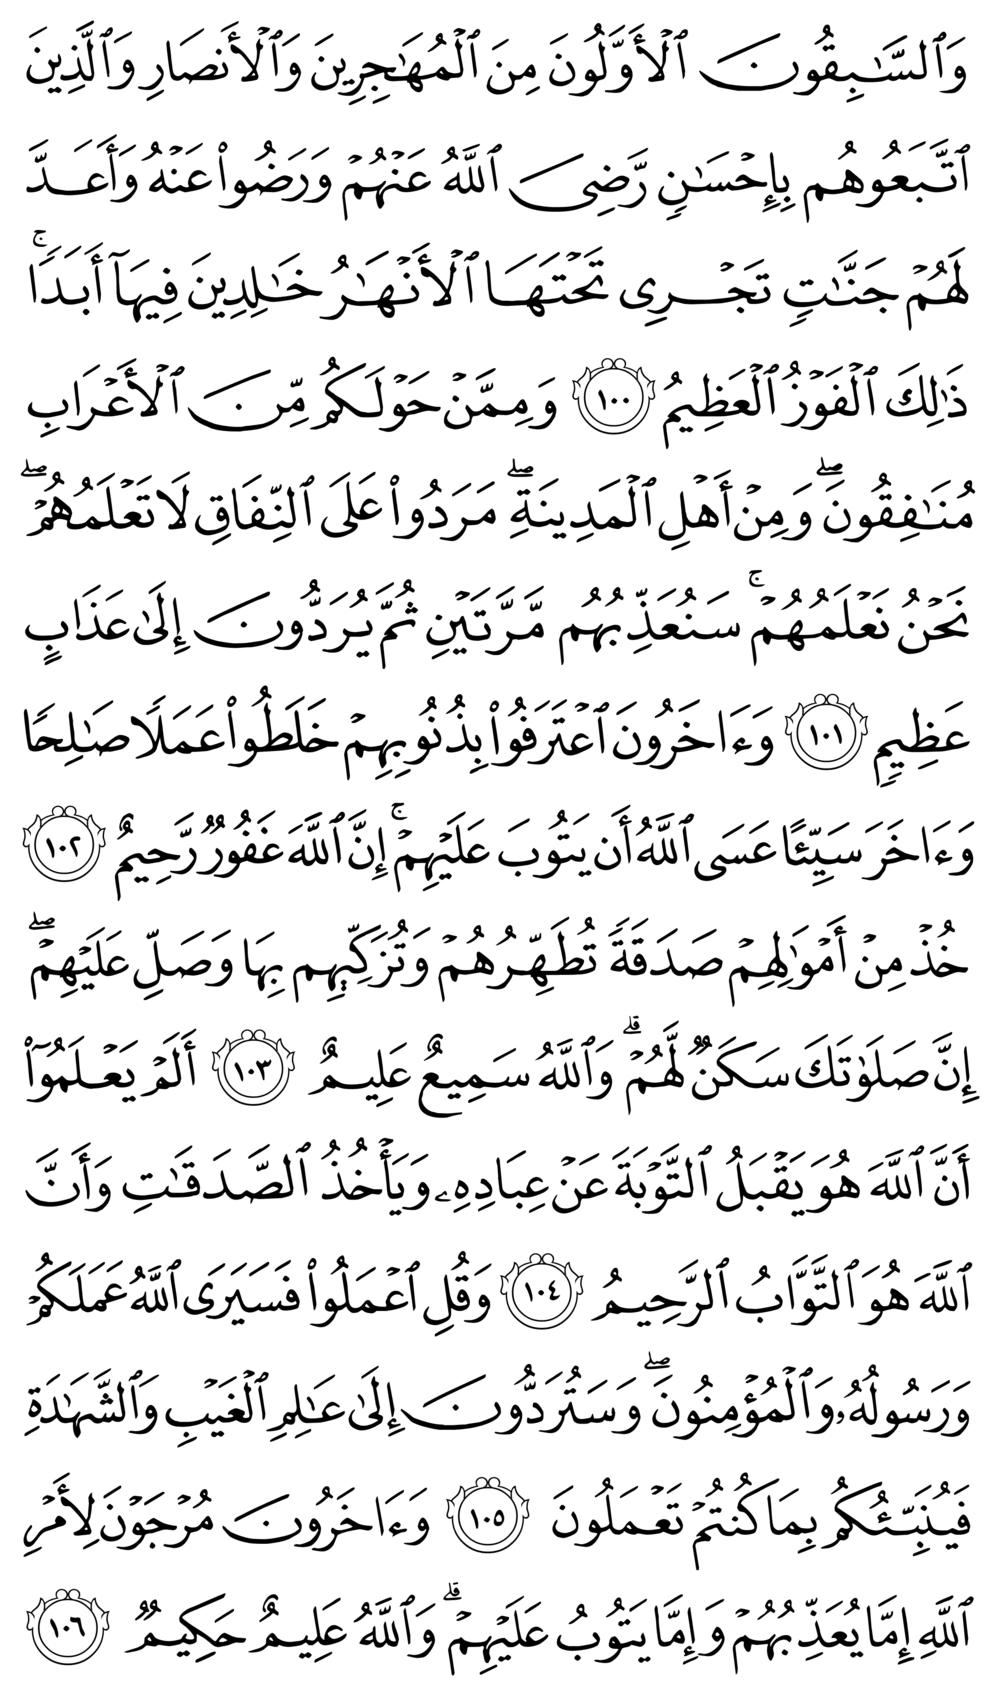 وَٱلسَّٰبِقُونَ ٱلْأَوَّلُونَ مِنَ ٱلْمُهَٰجِرِينَ وَٱلْأَنصَارِ وَٱلَّذِينَ
ٱتَّبَعُوهُم بِإِحْسَٰنٍ رَّضِىَ ٱللَّهُ عَنْهُمْ وَرَضُوا۟ عَنْهُ وَأَعَدَّ
لَهُمْ جَنَّٰتٍ تَجْرِى تَحْتَهَا ٱلْأَنْهَٰرُ خَٰلِدِينَ فِيهَآ أَبَدًا ۚ
ذَٰلِكَ ٱلْفَوْزُ ٱلْعَظِيمُ ١٠٠ وَمِمَّنْ حَوْلَكُم مِّنَ ٱلْأَعْرَابِ
مُنَٰفِقُونَ ۖ وَمِنْ أَهْلِ ٱلْمَدِينَةِ ۖ مَرَدُوا۟ عَلَى ٱلنِّفَاقِ لَا تَعْلَمُهُمْ ۖ
نَحْنُ نَعْلَمُهُمْ ۚ سَنُعَذِّبُهُم مَّرَّتَيْنِ ثُمَّ يُرَدُّونَ إِلَىٰ عَذَابٍ
عَظِيمٍ ١٠١ وَءَاخَرُونَ ٱعْتَرَفُوا۟ بِذُنُوبِهِمْ خَلَطُوا۟ عَمَلًا صَٰلِحًا
وَءَاخَرَ سَيِّئًا عَسَى ٱللَّهُ أَن يَتُوبَ عَلَيْهِمْ ۚ إِنَّ ٱللَّهَ غَفُورٌ رَّحِيمٌ ١٠٢
خُذْ مِنْ أَمْوَٰلِهِمْ صَدَقَةً تُطَهِّرُهُمْ وَتُزَكِّيهِم بِهَا وَصَلِّ عَلَيْهِمْ ۖ
إِنَّ صَلَوٰتَكَ سَكَنٌ لَّهُمْ ۗ وَٱللَّهُ سَمِيعٌ عَلِيمٌ ١٠٣ أَلَمْ يَعْلَمُوٓا۟
أَنَّ ٱللَّهَ هُوَ يَقْبَلُ ٱلتَّوْبَةَ عَنْ عِبَادِهِۦ وَيَأْخُذُ ٱلصَّدَقَٰتِ وَأَنَّ
ٱللَّهَ هُوَ ٱلتَّوَّابُ ٱلرَّحِيمُ ١٠٤ وَقُلِ ٱعْمَلُوا۟ فَسَيَرَى ٱللَّهُ عَمَلَكُمْ
وَرَسُولُهُۥ وَٱلْمُؤْمِنُونَ ۖ وَسَتُرَدُّونَ إِلَىٰ عَٰلِمِ ٱلْغَيْبِ وَٱلشَّهَٰدَةِ
فَيُنَبِّئُكُم بِمَا كُنتُمْ تَعْمَلُونَ ١٠٥ وَءَاخَرُونَ مُرْجَوْنَ لِأَمْرِ
ٱللَّهِ إِمَّا يُعَذِّبُهُمْ وَإِمَّا يَتُوبُ عَلَيْهِمْ ۗ وَٱللَّهُ عَلِيمٌ حَكِيمٌ ١٠٦